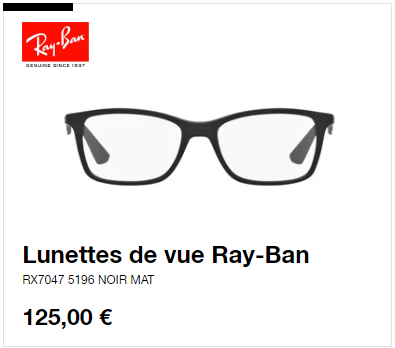 Ray-Ban
GENUINE SINCE 1937
Lunettes de vue Ray-Ban
RX7047 5196 NOIR MAT
125,00 €